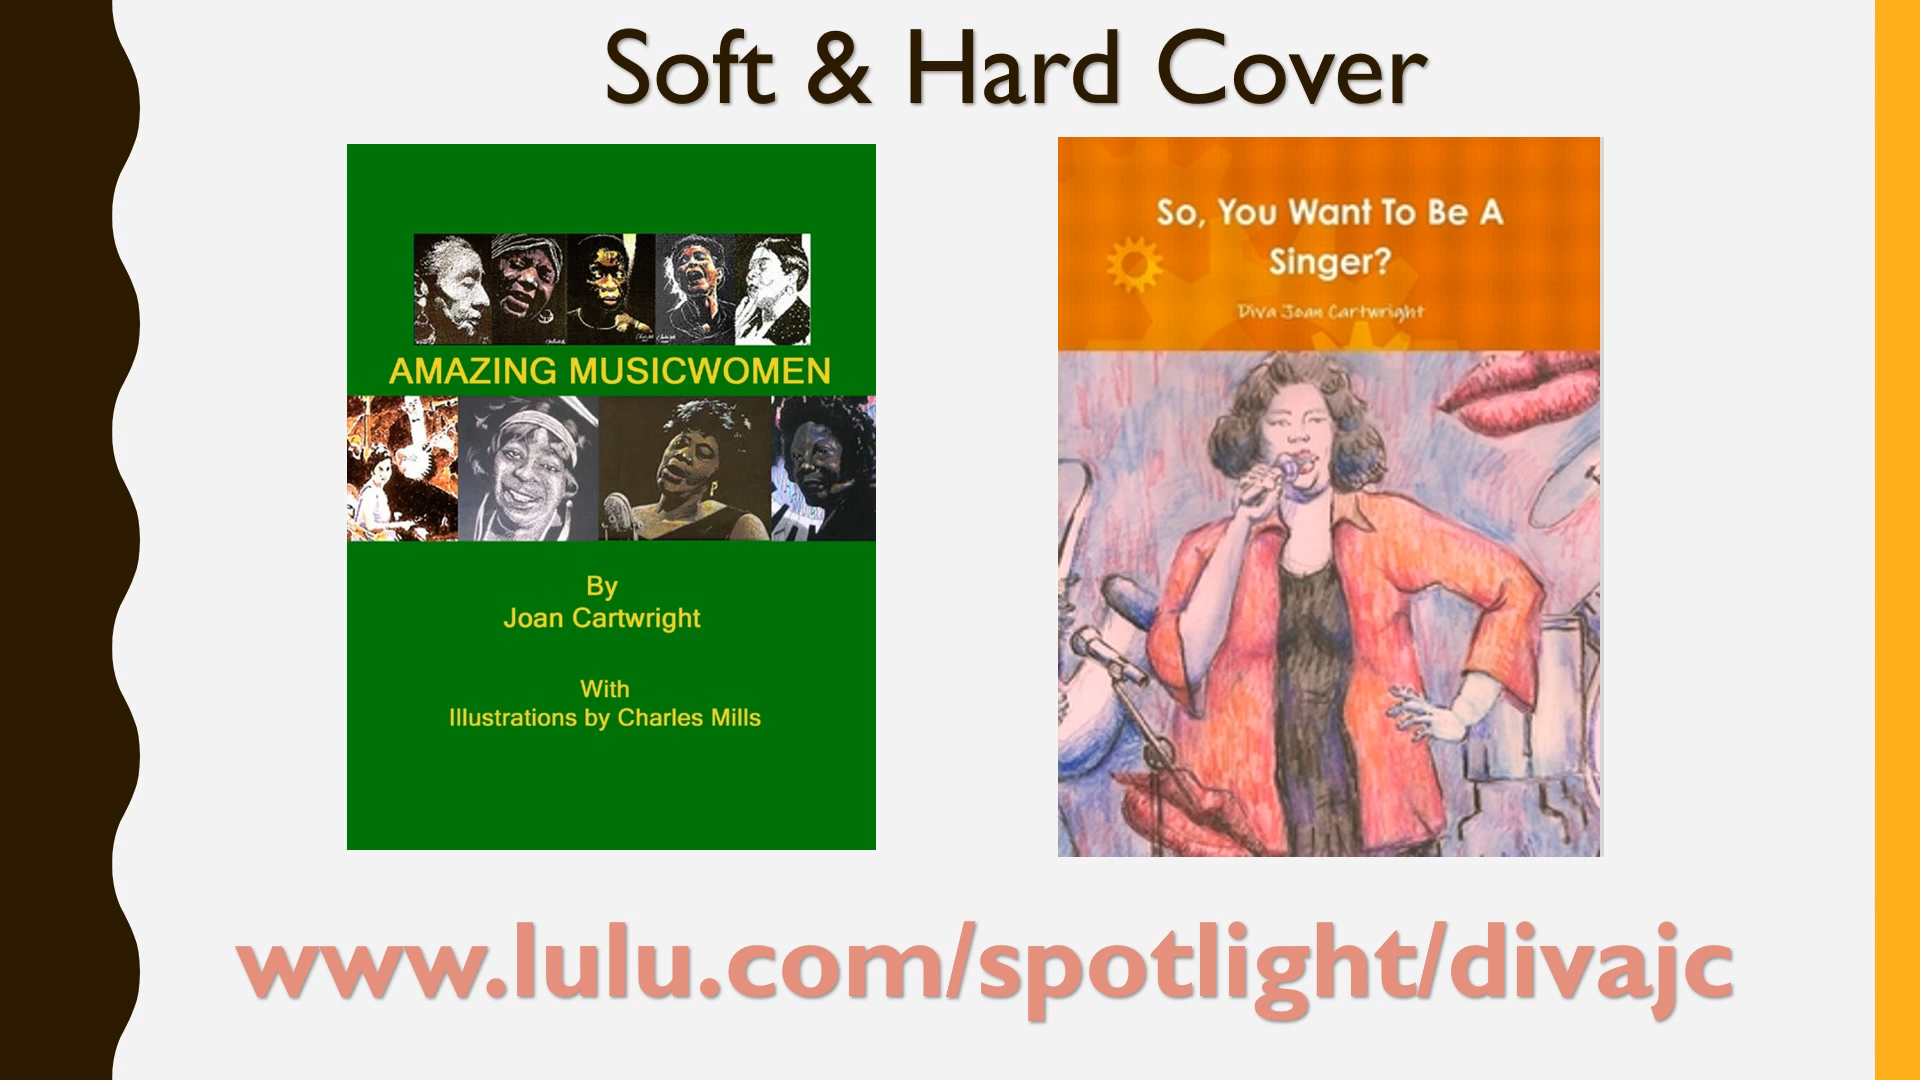 Soft & Hard Cover
AMAZING MUSICWOMEN
By
Joan Cartwright
With
Illustrations by Charles Mills
So, You Want To Be A
Singer?
Diva Joan Cartwright
www.lulu.com/spotlight/divajc